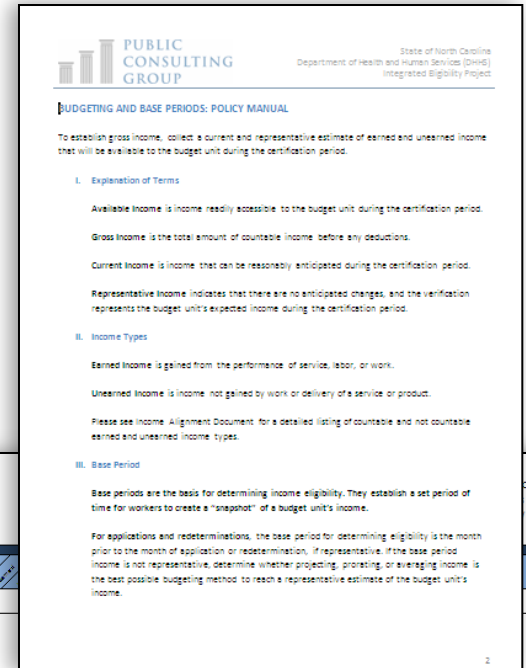 PUBLIC
CONSULTING
GROUP
State of North Carolina
Department of Health and Human Services (DHHS)
Integrated Eligibility Project
BUDGETING AND BASE PERIODS: POLICY MANUAL
To establish gross income, collect a current and representative estimate of earned and unearned income
that will be available to the budget unit during the certification period.
I. Explanation of Terms
Available Income is income readily accessible to the budget unit during the certification period.
Gross Income is the total amount of countable income before any deductions.
Current Income is income that can be reasonably anticipated during the certification period.
Representative Income indicates that there are no anticipated changes, and the verification
represents the budget unit's expected income during the certification period.
II. Income Types
Earned Income is gained from the performance of service, labor, or work.
Unearned Income is income not gained by work or delivery of a service or product.
Please see Income Alignment Document for a detailed listing of countable and not countable
earned and unearned income types.
III. Base Period
Base periods are the basis for determining income eligibility. They establish a set period of
time for workers to create a "snapshot" of a budget unit's income.
For applications and redeterminations, the base period for determining eligibility is the month
prior to the month of application or redetermination, if representative. If the base period
income is not representative, determine whether projecting, prorating, or averaging income is
the best possible budgeting method to reach a representative estimate of the budget unit's
income.
2